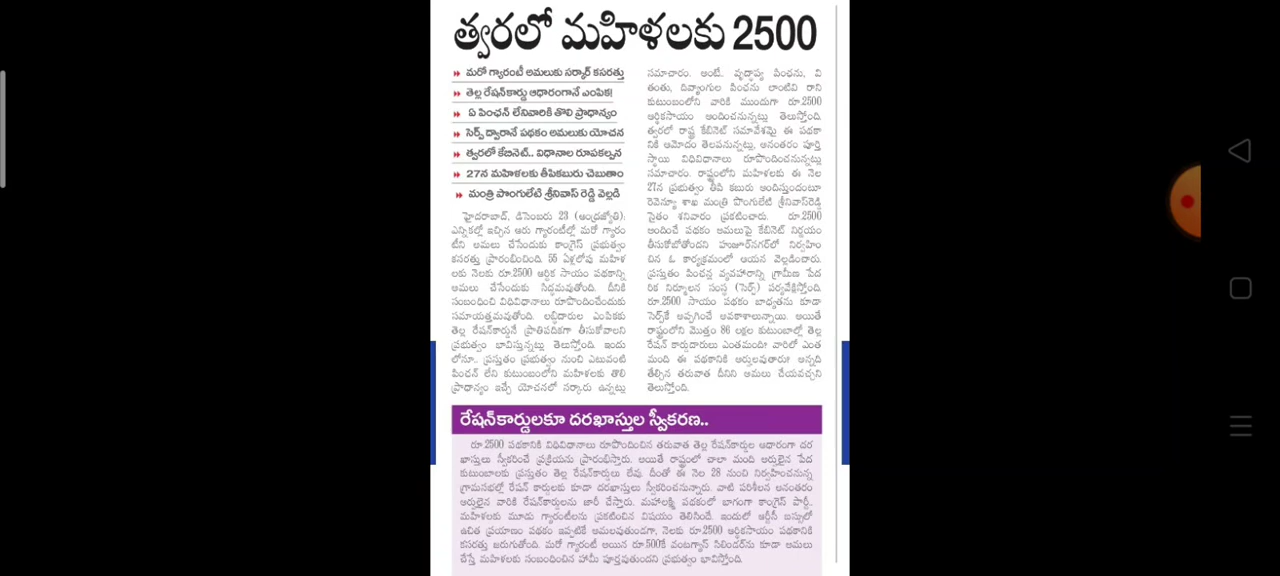 త్వరలో మహిళలకు 2500
మరో గ్యారంటీ అమలుకు సర్కార్ కసరత్తు
తెల్ల రేషన్‌కార్డు ఆధారంగానే ఎంపిక!
ఏ పింఛన్ లేనివారికి తొలి ప్రాధాన్యం
సెర్ప్ ద్వారానే పథకం అమలుకు యోచన
త్వరలో కేబినెట్.. విధానాల రూపకల్పన
27న మహిళలకు తీపికబురు చెబుతాం
మంత్రి పొంగులేటి శ్రీనివాస్ రెడ్డి వెల్లడి
హైదరాబాద్, డిసెంబరు 23 (ఆంధ్రజ్యోతి):
ఎన్నికల్లో ఇచ్చిన ఆరు గ్యారంటీల్లో మరో గ్యారం
టీని అమలు చేసేందుకు కాంగ్రెస్ ప్రభుత్వం
కసరత్తు ప్రారంభించింది. 55 ఏళ్లలోపు మహిళ
లకు నెలకు రూ.2500 ఆర్థిక సాయం పథకాన్ని
అమలు చేసేందుకు సిద్ధమవుతోంది. దీనికి
సంబంధించి విధివిధానాలు రూపొందించేందుకు
సమాయత్తమవుతోంది. లబ్ధిదారుల ఎంపికకు
తెల్ల రేషన్‌కార్డునే ప్రాతిపదికగా తీసుకోవాలని
ప్రభుత్వం భావిస్తున్నట్లు తెలుస్తోంది. ఇందు
లోనూ.. ప్రస్తుతం ప్రభుత్వం నుంచి ఎటువంటి
పింఛన్ లేని కుటుంబంలోని మహిళలకు తొలి
ప్రాధాన్యం ఇచ్చే యోచనలో సర్కారు ఉన్నట్లు
సమాచారం. అంటే.. వృద్ధాప్య పింఛను, వి
తంతు, దివ్యాంగుల పింఛను లాంటివి రాని
కుటుంబంలోని వారికి ముందుగా రూ.2500
ఆర్థికసాయం అందించనున్నట్లు తెలుస్తోంది.
త్వరలో రాష్ట్ర కేబినెట్ సమావేశమై ఈ పథకా
నికి ఆమోదం తెలపనున్నట్లు, అనంతరం పూర్తి
స్థాయి విధివిధానాలు రూపొందించనున్నట్లు
సమాచారం. రాష్ట్రంలోని మహిళలకు ఈ నెల
27న ప్రభుత్వం తీపి కబురు అందిస్తుందంటూ
రెవెన్యూ శాఖ మంత్రి పొంగులేటి శ్రీనివాస్‌రెడ్డి
సైతం శనివారం ప్రకటించారు. రూ.2500
అందించే పథకం అమలుపై కేబినెట్ నిర్ణయం
తీసుకోబోతోందని హుజూర్‌నగర్‌లో నిర్వహిం
చిన ఓ కార్యక్రమంలో ఆయన వెల్లడించారు.
ప్రస్తుతం పింఛన్ల వ్యవహారాన్ని గ్రామీణ పేద
రిక నిర్మూలన సంస్థ (సెర్ప్) పర్యవేక్షిస్తోంది.
రూ.2500 సాయం పథకం బాధ్యతను కూడా
సెర్ప్‌కే అప్పగించే అవకాశాలున్నాయి. అయితే
రాష్ట్రంలోని మొత్తం 86 లక్షల కుటుంబాల్లో తెల్ల
రేషన్ కార్డుదారులు ఎంతమంది? వారిలో ఎంత
మంది ఈ పథకానికి అర్హులవుతారు? అన్నది
తేల్చిన తరువాత దీనిని అమలు చేయవచ్చని
తెలుస్తోంది.
రేషన్‌కార్డులకూ దరఖాస్తుల స్వీకరణ..
రూ.2500 పథకానికి విధివిధానాలు రూపొందించిన తరువాత తెల్ల రేషన్‌కార్డుల ఆధారంగా దర
ఖాస్తులు స్వీకరించే ప్రక్రియను ప్రారంభిస్తారు. అయితే రాష్ట్రంలో చాలా మంది అర్హులైన పేద
కుటుంబాలకు ప్రస్తుతం తెల్ల రేషన్‌కార్డులు లేవు. దీంతో ఈ నెల 28 నుంచి నిర్వహించనున్న
గ్రామసభల్లో రేషన్ కార్డులకు కూడా దరఖాస్తులు స్వీకరించనున్నారు. వాటి పరిశీలన అనంతరం
అర్హులైన వారికి రేషన్‌కార్డులను జారీ చేస్తారు. మహాలక్ష్మి పథకంలో భాగంగా కాంగ్రెస్ పార్టీ..
మహిళలకు మూడు గ్యారంటీలను ప్రకటించిన విషయం తెలిసిందే. ఇందులో ఆర్టీసీ బస్సులో
ఉచిత ప్రయాణం పథకం ఇప్పటికే అమలవుతుండగా, నెలకు రూ.2500 ఆర్థికసాయం పథకానికి
కసరత్తు జరుగుతోంది. మరో గ్యారంటీ అయిన రూ.500కే వంటగ్యాస్ సిలిండర్‌ను కూడా అమలు
చేస్తే మహిళలకు సంబంధించిన హామీ పూర్తవుతుందని ప్రభుత్వం భావిస్తోంది.